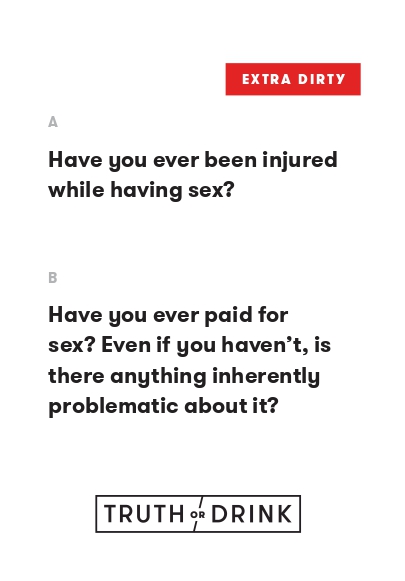 EXTRA DIRTY
A
Have you ever been injured
while having sex?
B
Have you ever paid for
sex? Even if you haven’t, is
there anything inherently
problematic about it?
TRUTH OR DRINK